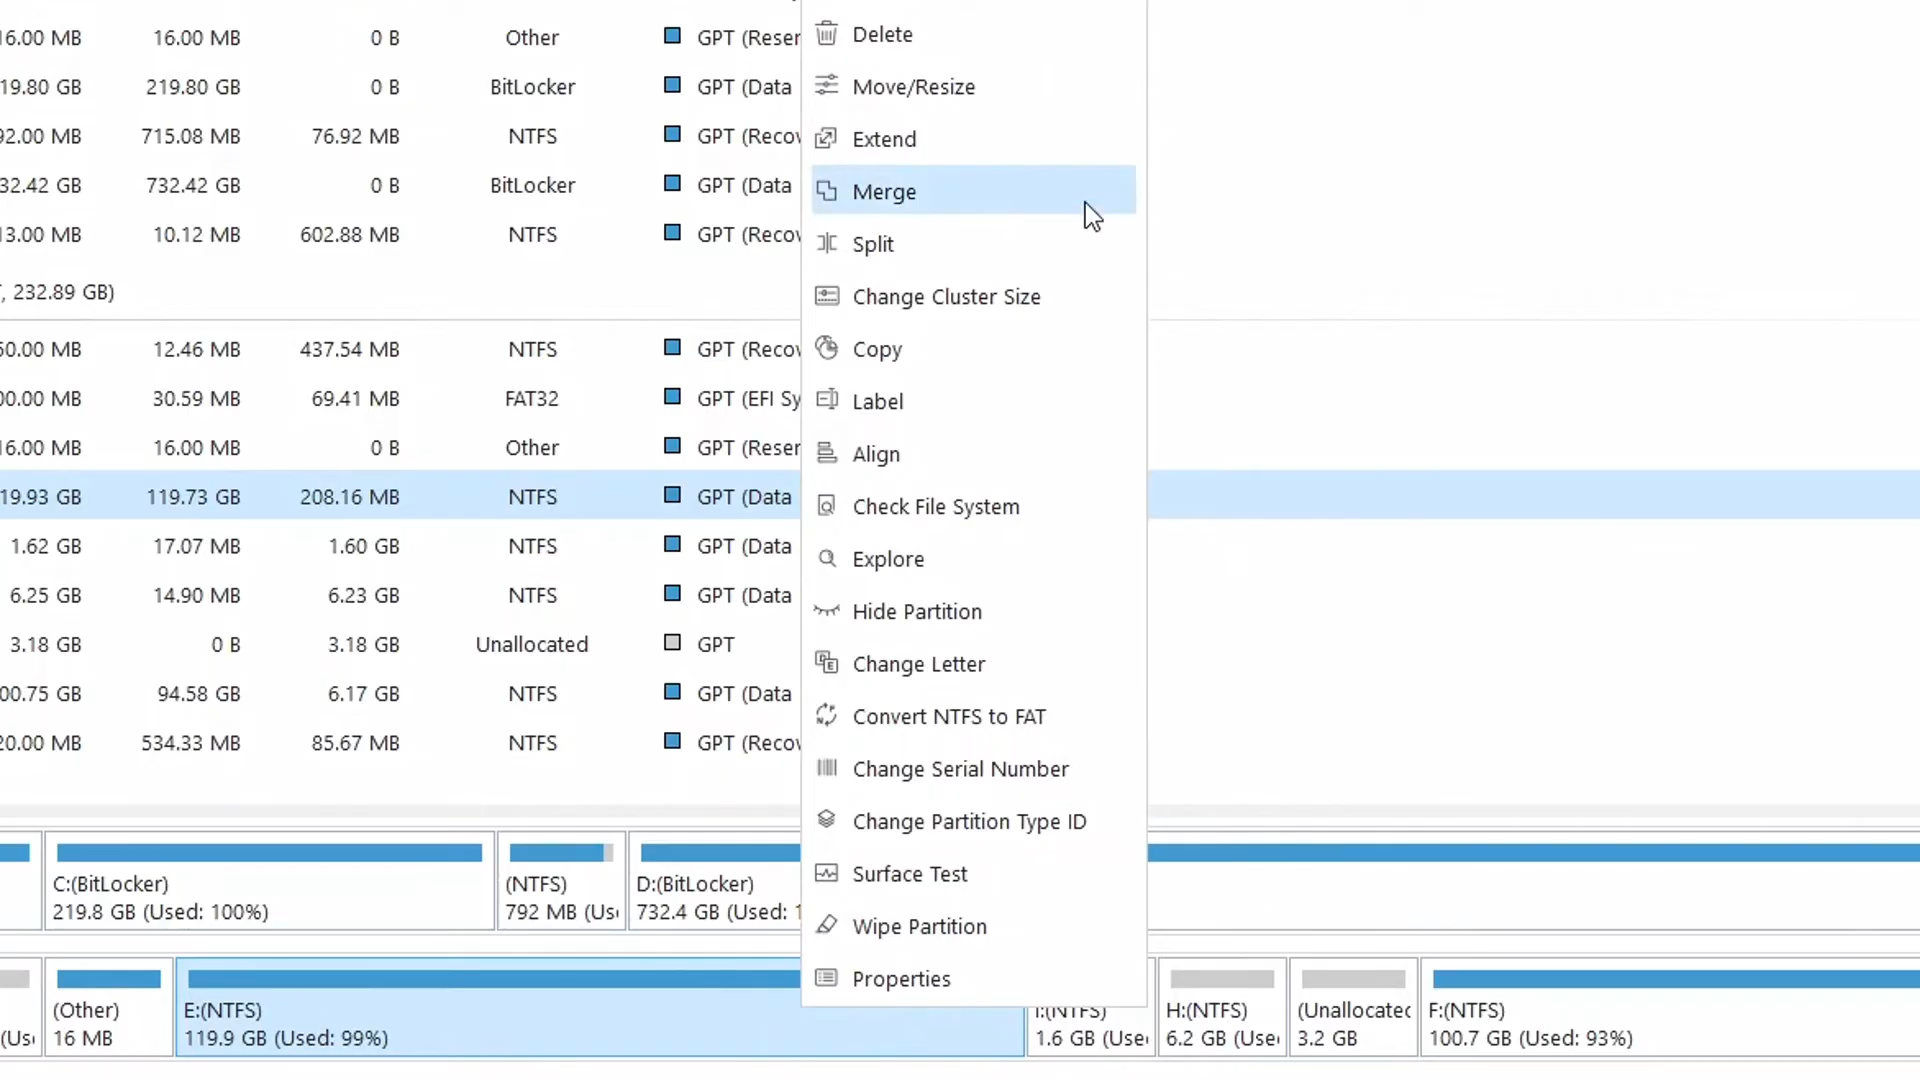 6.00 MB 16.00 MB 0 B Other GPT (Reser
19.80 GB 219.80 GB 0 B BitLocker GPT (Data
92.00 MB 715.08 MB 76.92 MB NTFS GPT (Recov
32.42 GB 732.42 GB 0 B BitLocker GPT (Data
13.00 MB 10.12 MB 602.88 MB NTFS GPT (Recov
, 232.89 GB)
50.00 MB 12.46 MB 437.54 MB NTFS GPT (Recov
00.00 MB 30.59 MB 69.41 MB FAT32 GPT (EFI Sy
16.00 MB 16.00 MB 0 B Other GPT (Reser
19.93 GB 119.73 GB 208.16 MB NTFS GPT (Data
1.62 GB 17.07 MB 1.60 GB NTFS GPT (Data
6.25 GB 14.90 MB 6.23 GB NTFS GPT (Data
3.18 GB 0 B 3.18 GB Unallocated GPT
00.75 GB 94.58 GB 6.17 GB NTFS GPT (Data
20.00 MB 534.33 MB 85.67 MB NTFS GPT (Recov
Delete
Move/Resize
Extend
Merge
Split
Change Cluster Size
Copy
Label
Align
Check File System
Explore
Hide Partition
Change Letter
Convert NTFS to FAT
Change Serial Number
Change Partition Type ID
Surface Test
Wipe Partition
Properties
C:(BitLocker) (NTFS) D:(BitLocker)
219.8 GB (Used: 100%) 792 MB (Us 732.4 GB (Used: 1
(Other) E:(NTFS) I:(NTFS) H:(NTFS) (Unallocated F:(NTFS)
(Us 16 MB 119.9 GB (Used: 99%) 1.6 GB (Use 6.2 GB (Use 3.2 GB 100.7 GB (Used: 93%)